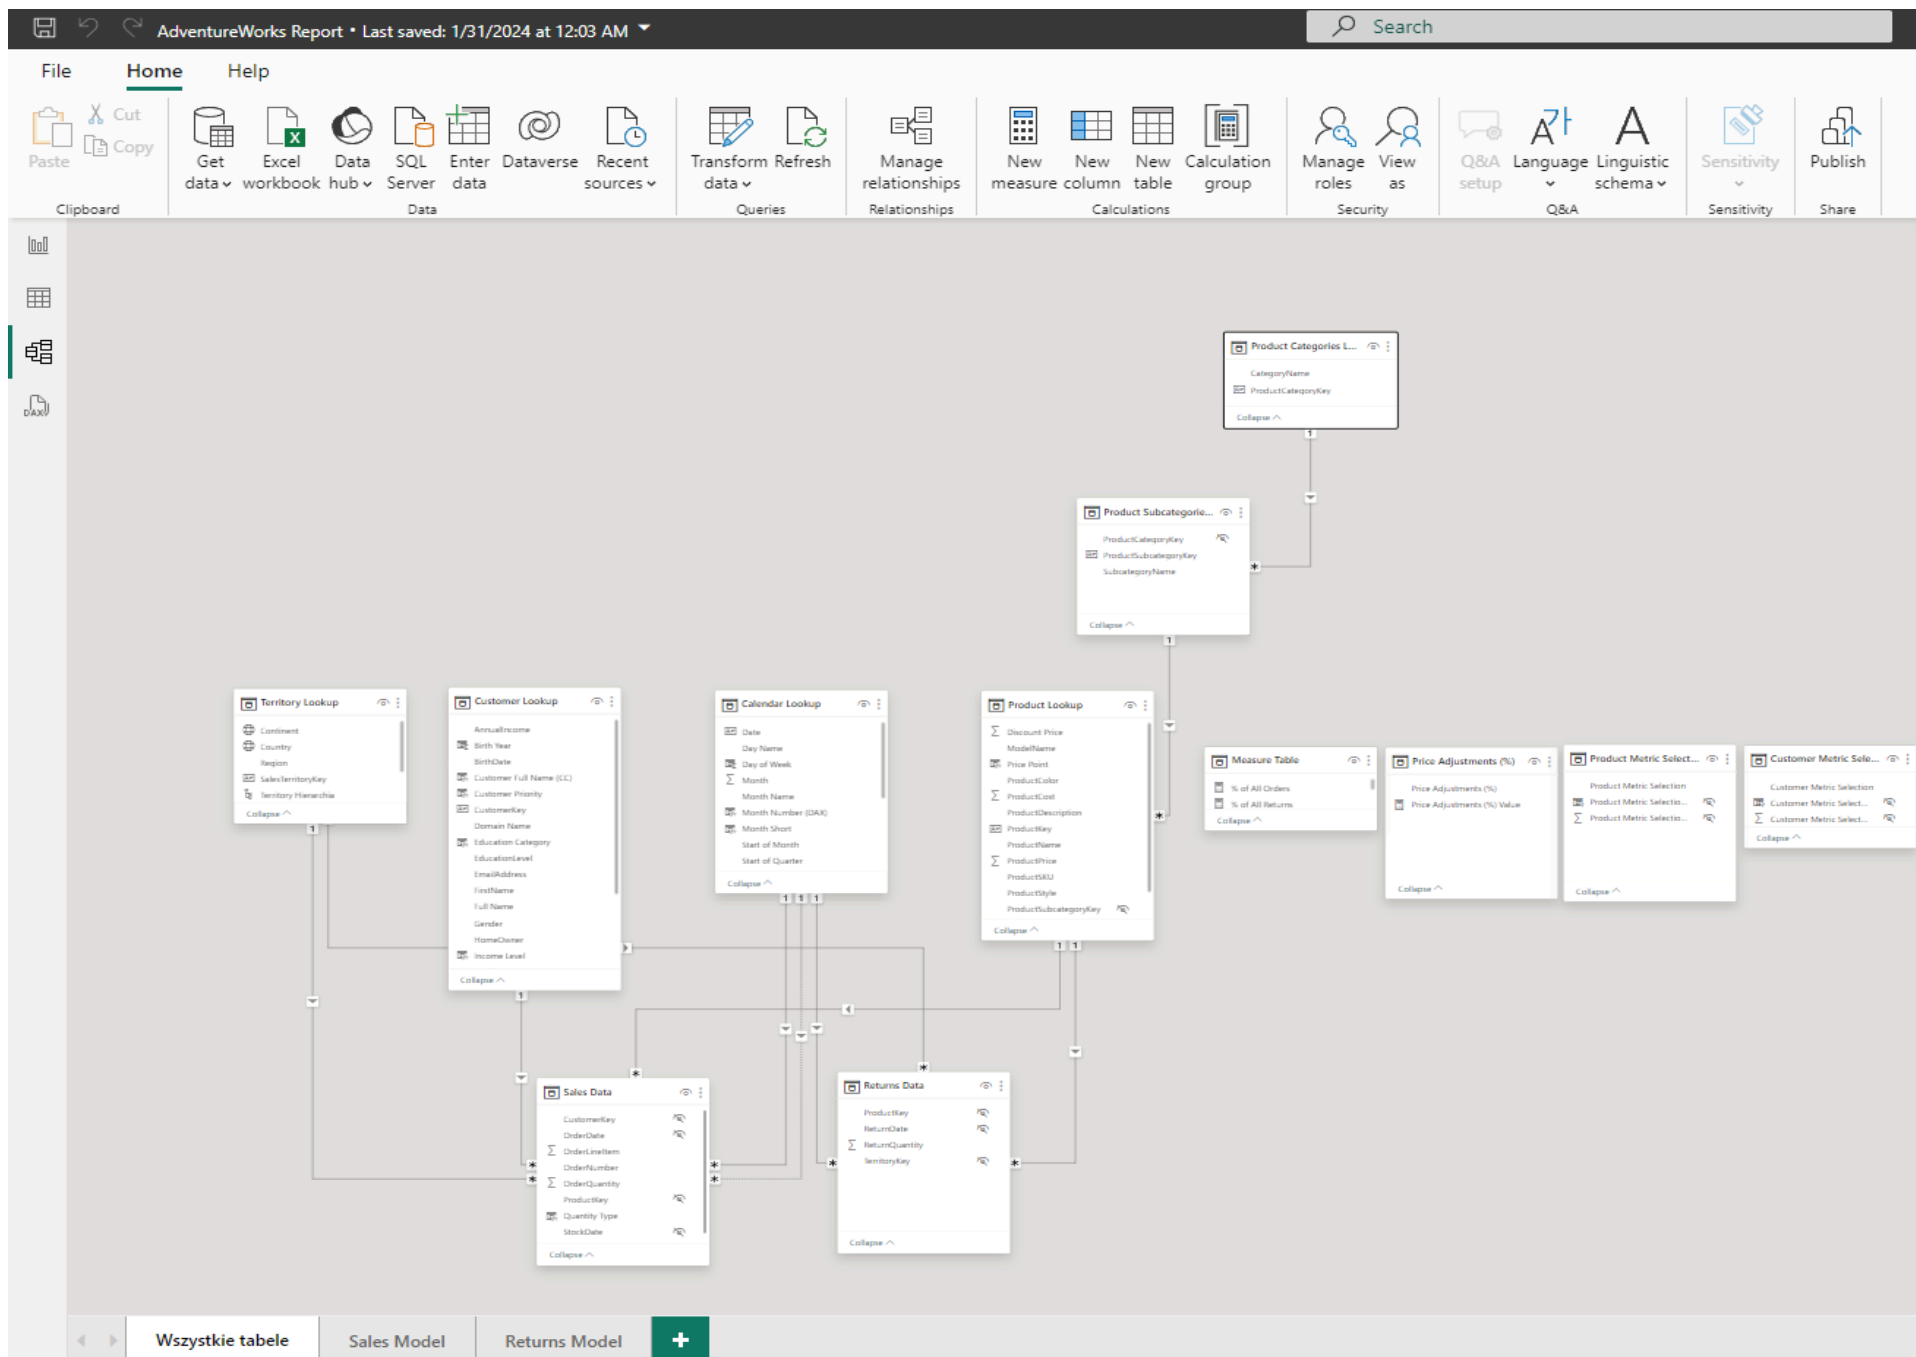 AdventureWorks Report • Last saved: 1/31/2024 at 12:03 AM
Search
File Home Help
Paste
Cut
Copy
Clipboard
Get data
Excel workbook
Data hub
SQL Server
Enter data
Dataverse
Recent sources
Data
Transform data
Refresh
Queries
Manage relationships
Relationships
New measure
New column
New table
Calculation group
Calculations
Manage roles
View as
Security
Q&A setup
Language
Linguistic schema
Q&A
Sensitivity
Sensitivity
Publish
Share
DAX
Product Categories L...
CategoryName
ProductCategoryKey
Collapse
1
Product Subcategorie...
ProductCategoryKey
ProductSubcategoryKey
SubcategoryName
Collapse
*
1
Territory Lookup
Continent
Country
Region
SalesTerritoryKey
Territory Hierarchia
Collapse
1
Customer Lookup
AnnualIncome
Birth Year
BirthDate
Customer Full Name (CC)
Customer Priority
CustomerKey
Domain Name
Education Category
EducationLevel
EmailAddress
FirstName
Full Name
Gender
HomeOwner
Income Level
Collapse
1
Calendar Lookup
Date
Day Name
Day of Week
Month
Month Name
Month Number (DAX)
Month Short
Start of Month
Start of Quarter
Collapse
1 1 1
Product Lookup
Discount Price
ModelName
Price Point
ProductColor
ProductCost
ProductDescription
ProductKey
ProductName
ProductPrice
ProductSKU
ProductStyle
ProductSubcategoryKey
Collapse
*
1 1
Measure Table
% of All Orders
% of All Returns
Collapse
Price Adjustments (%)
Price Adjustments (%)
Price Adjustments (%) Value
Collapse
Product Metric Select...
Product Metric Selection
Product Metric Selectio...
Product Metric Selectio...
Collapse
Customer Metric Sele...
Customer Metric Selection
Customer Metric Select...
Customer Metric Select...
Collapse
*
Sales Data
CustomerKey
OrderDate
OrderLineItem
OrderNumber
OrderQuantity
ProductKey
Quantity Type
StockDate
Collapse
* *
* *
*
Returns Data
ProductKey
ReturnDate
ReturnQuantity
TerritoryKey
Collapse
* *
Wszystkie tabele
Sales Model
Returns Model
+